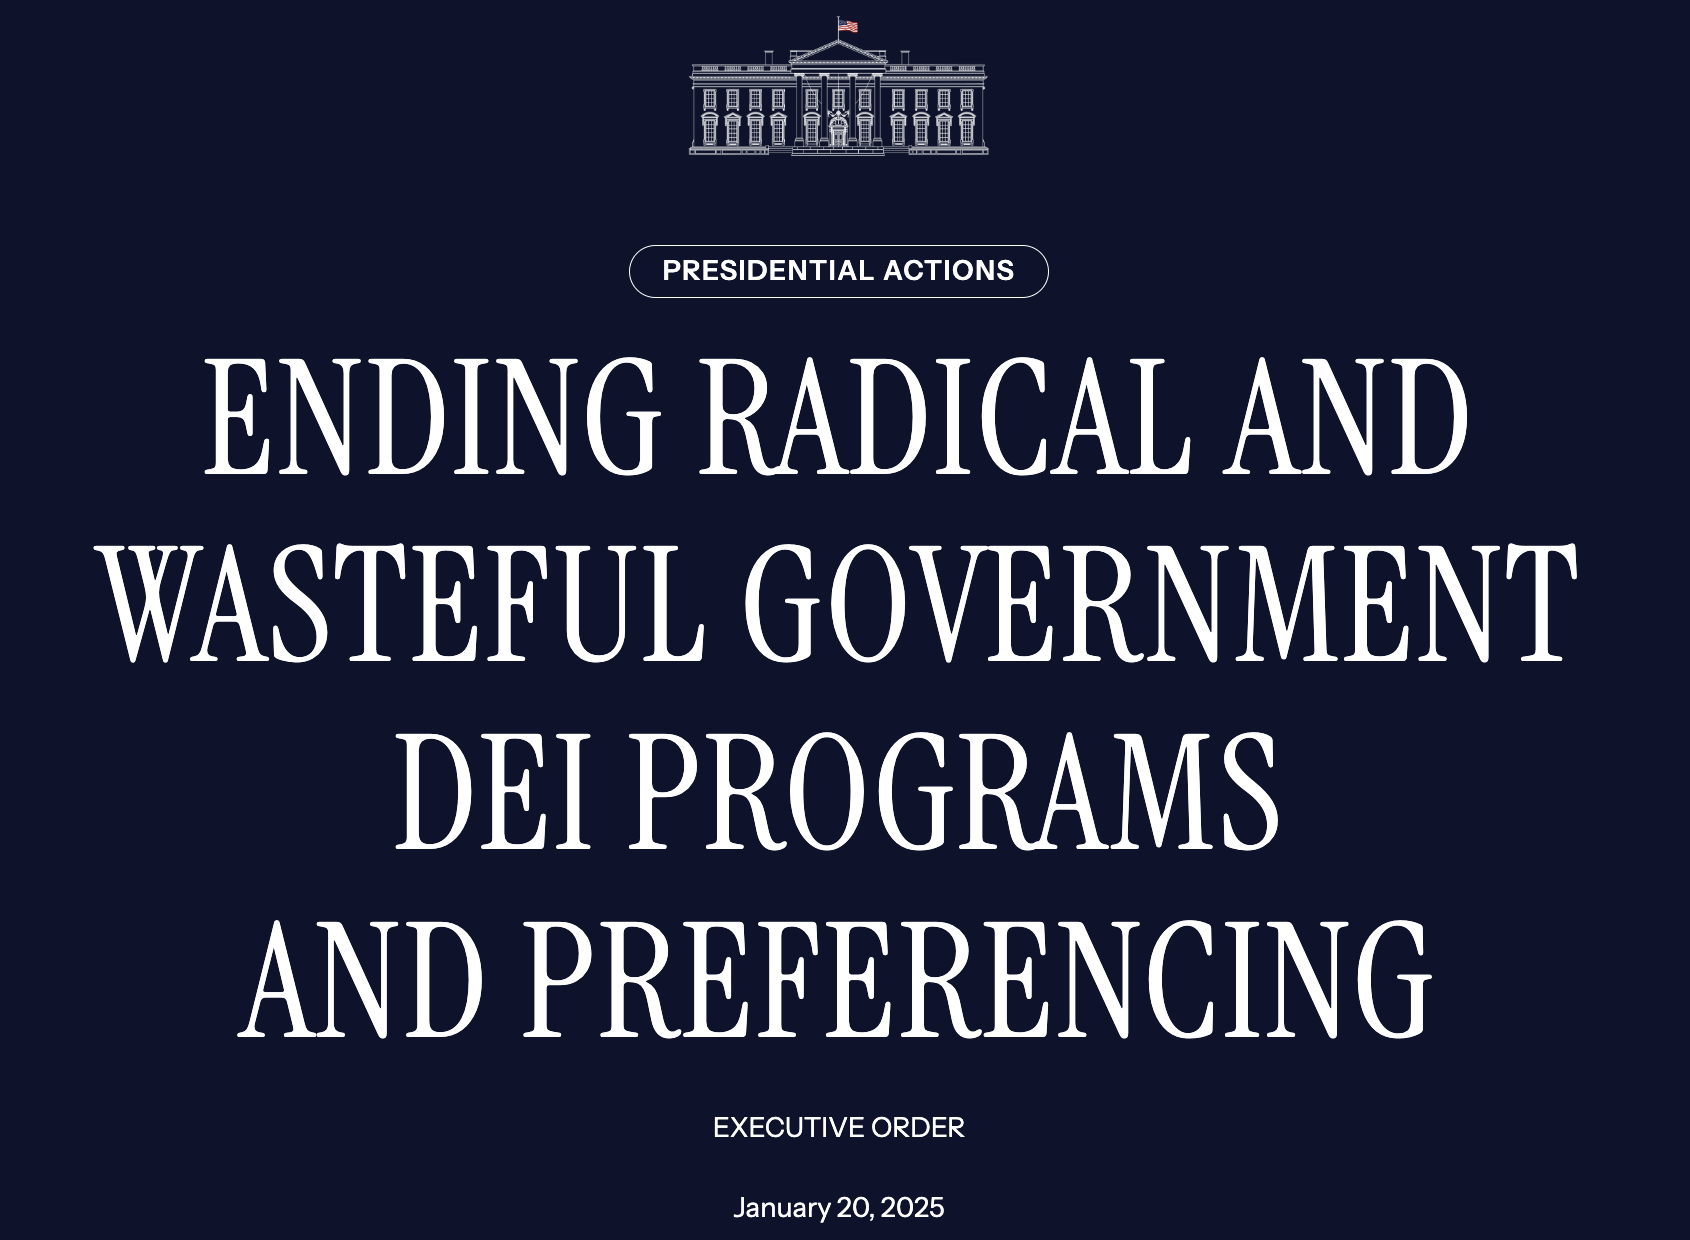 PRESIDENTIAL ACTIONS
ENDING RADICAL AND
WASTEFUL GOVERNMENT
DEI PROGRAMS
AND PREFERENCING
EXECUTIVE ORDER
January 20, 2025